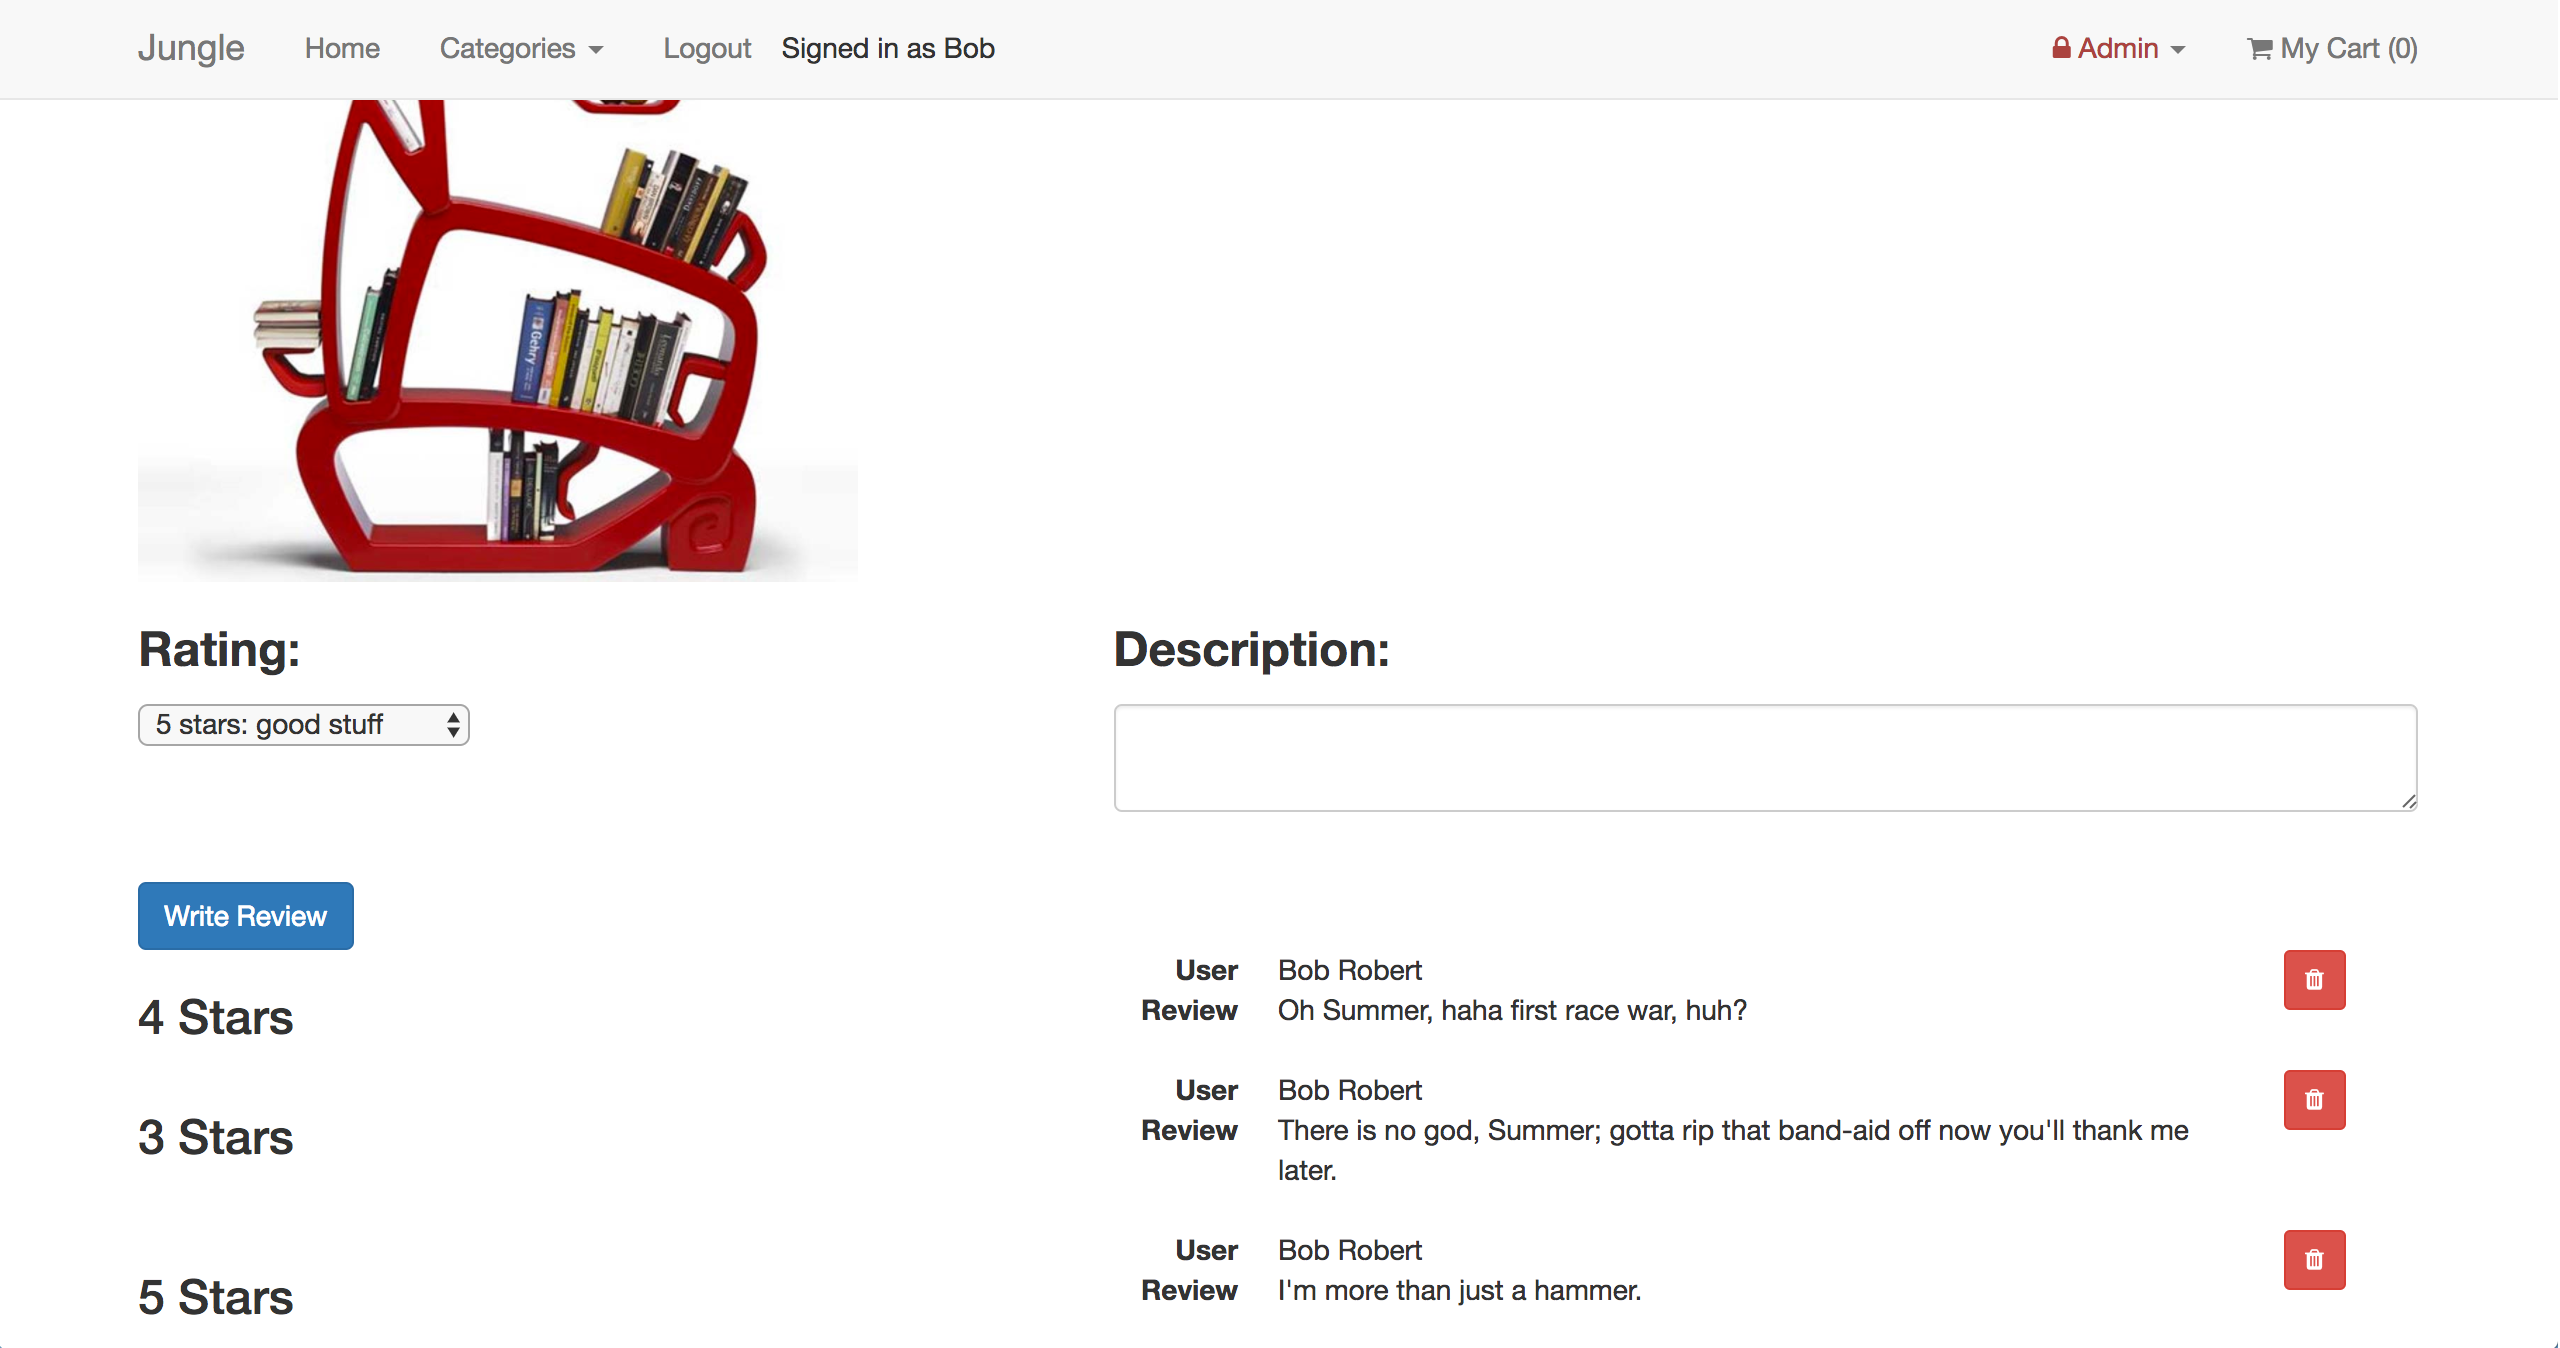 Jungle Home Categories Logout Signed in as Bob Admin My Cart (0)
Gehry
Rating:
Description:
5 stars: good stuff
Write Review
4 Stars
User Bob Robert
Review Oh Summer, haha first race war, huh?
3 Stars
User Bob Robert
Review There is no god, Summer; gotta rip that band-aid off now you'll thank me
later.
5 Stars
User Bob Robert
Review I'm more than just a hammer.